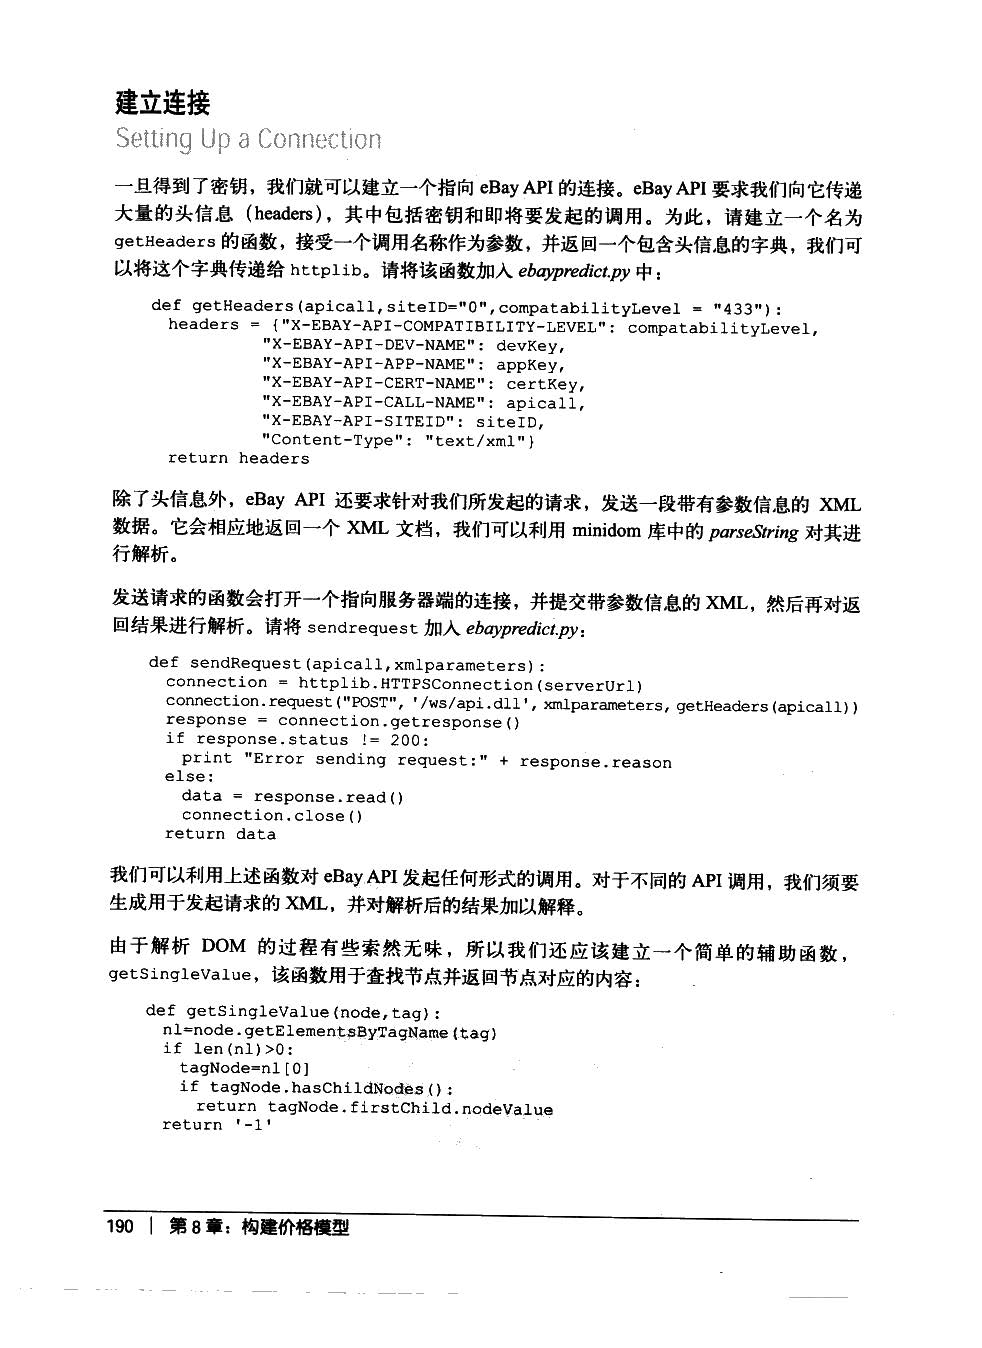 建立连接
Setting Up a Connection
一旦得到了密钥，我们就可以建立一个指向 eBay API 的连接。eBay API 要求我们向它传递
大量的头信息（headers），其中包括密钥和即将要发起的调用。为此，请建立一个名为
getHeaders 的函数，接受一个调用名称作为参数，并返回一个包含头信息的字典，我们可
以将这个字典传递给 httplib。请将该函数加入 ebaypredict.py 中：
def getHeaders(apicall,siteID="0",compatabilityLevel = "433"):
headers = {"X-EBAY-API-COMPATIBILITY-LEVEL": compatabilityLevel,
"X-EBAY-API-DEV-NAME": devKey,
"X-EBAY-API-APP-NAME": appKey,
"X-EBAY-API-CERT-NAME": certKey,
"X-EBAY-API-CALL-NAME": apicall,
"X-EBAY-API-SITEID": siteID,
"Content-Type": "text/xml"}
return headers
除了头信息外，eBay API 还要求针对我们所发起的请求，发送一段带有参数信息的 XML
数据。它会相应地返回一个 XML 文档，我们可以利用 minidom 库中的 parseString 对其进
行解析。
发送请求的函数会打开一个指向服务器端的连接，并提交带参数信息的 XML，然后再对返
回结果进行解析。请将 sendrequest 加入 ebaypredict.py：
def sendRequest(apicall,xmlparameters):
connection = httplib.HTTPSConnection(serverUrl)
connection.request("POST", '/ws/api.dll', xmlparameters, getHeaders(apicall))
response = connection.getresponse()
if response.status != 200:
print "Error sending request:" + response.reason
else:
data = response.read()
connection.close()
return data
我们可以利用上述函数对 eBay API 发起任何形式的调用。对于不同的 API 调用，我们须要
生成用于发起请求的 XML，并对解析后的结果加以解释。
由于解析 DOM 的过程有些索然无味，所以我们还应该建立一个简单的辅助函数，
getSingleValue，该函数用于查找节点并返回节点对应的内容：
def getSingleValue(node,tag):
nl=node.getElementsByTagName(tag)
if len(nl)>0:
tagNode=nl[0]
if tagNode.hasChildNodes():
return tagNode.firstChild.nodeValue
return '-1'
190 | 第 8 章：构建价格模型